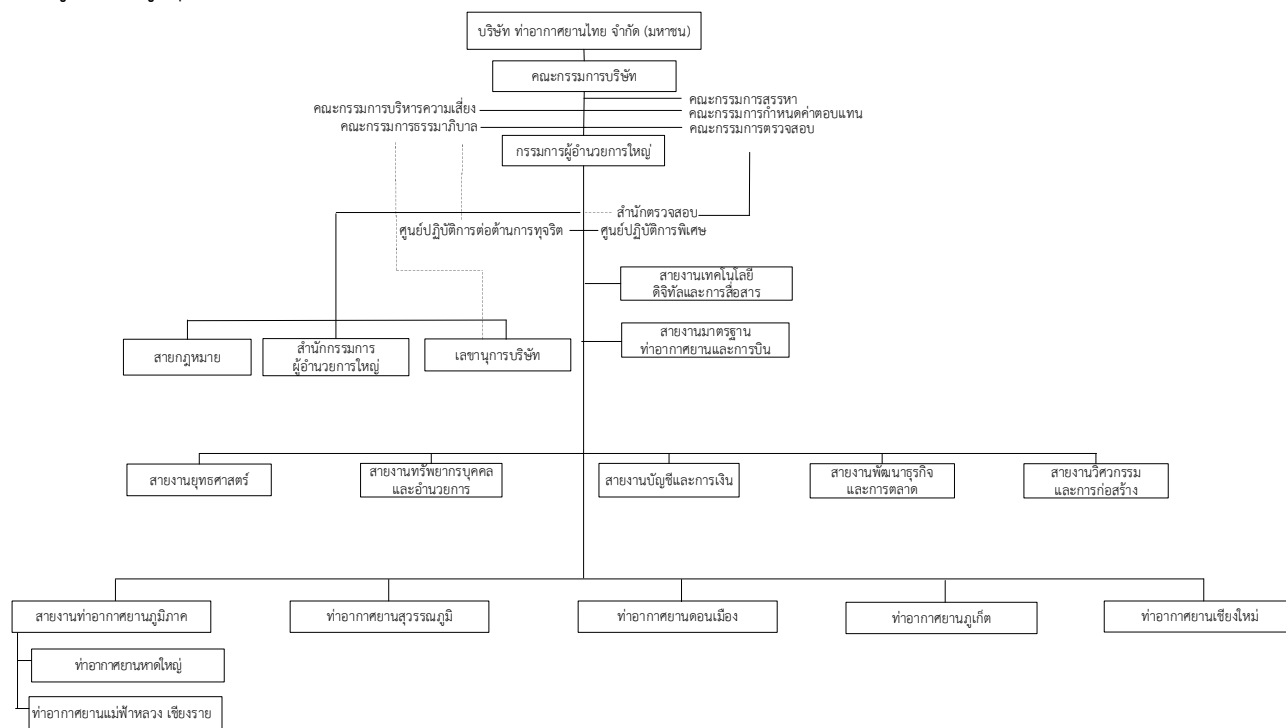 บริษัท ท่าอากาศยานไทย จำกัด (มหาชน)
คณะกรรมการบริษัท
คณะกรรมการสรรหา
คณะกรรมการบริหารความเสี่ยง
คณะกรรมการกำหนดค่าตอบแทน
คณะกรรมการธรรมาภิบาล
คณะกรรมการตรวจสอบ
กรรมการผู้อำนวยการใหญ่
สำนักตรวจสอบ
ศูนย์ปฏิบัติการต่อต้านการทุจริต
ศูนย์ปฏิบัติการพิเศษ
สายงานเทคโนโลยี
ดิจิทัลและการสื่อสาร
สายงานมาตรฐาน
ท่าอากาศยานและการบิน
สายกฎหมาย
สำนักกรรมการ
ผู้อำนวยการใหญ่
เลขานุการบริษัท
สายงานยุทธศาสตร์
สายงานทรัพยากรบุคคล
และอำนวยการ
สายงานบัญชีและการเงิน
สายงานพัฒนาธุรกิจ
และการตลาด
สายงานวิศวกรรม
และการก่อสร้าง
สายงานท่าอากาศยานภูมิภาค
ท่าอากาศยานสุวรรณภูมิ
ท่าอากาศยานดอนเมือง
ท่าอากาศยานภูเก็ต
ท่าอากาศยานเชียงใหม่
ท่าอากาศยานหาดใหญ่
ท่าอากาศยานแม่ฟ้าหลวง เชียงราย